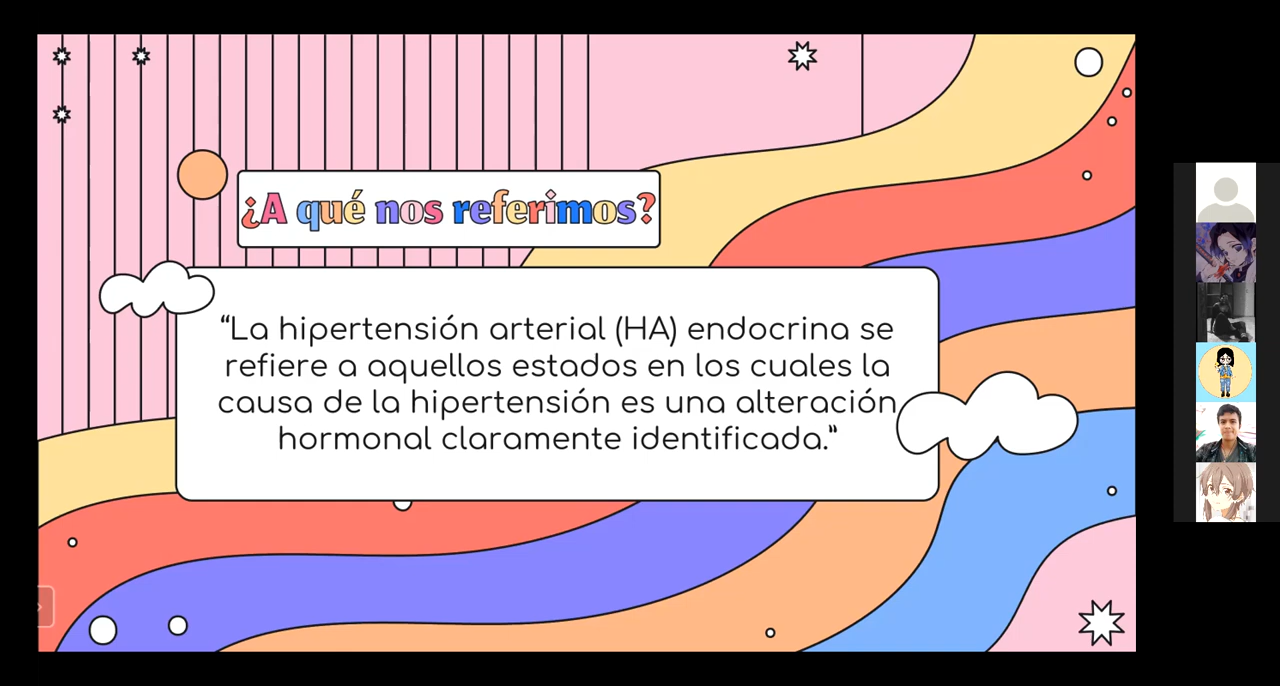 ¿A qué nos referimos?
“La hipertensión arterial (HA) endocrina se
refiere a aquellos estados en los cuales la
causa de la hipertensión es una alteración
hormonal claramente identificada.”